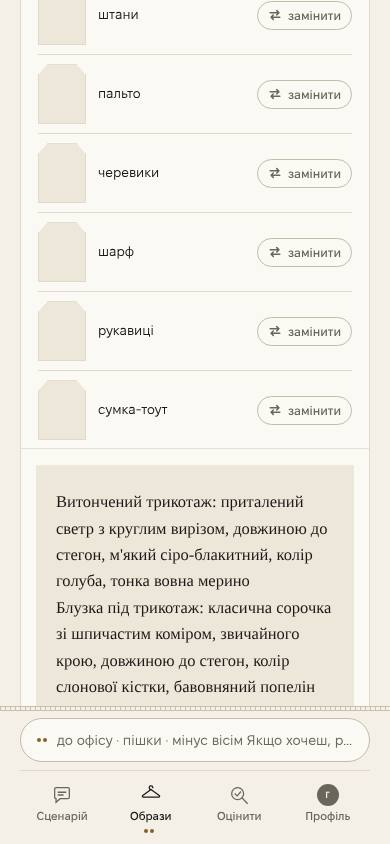 штани
замінити
пальто
замінити
черевики
замінити
шарф
замінити
рукавиці
замінити
сумка-тоут
замінити
Витончений трикотаж: приталений
светр з круглим вирізом, довжиною до
стегон, м'який сіро-блакитний, колір
голуба, тонка вовна мерино
Блузка під трикотаж: класична сорочка
зі шпичастим коміром, звичайного
крою, довжиною до стегон, колір
слонової кістки, бавовняний попелін
до офісу · пішки · мінус вісім Якщо хочеш, р...
Сценарій
Образи
Оцінити
г
Профіль